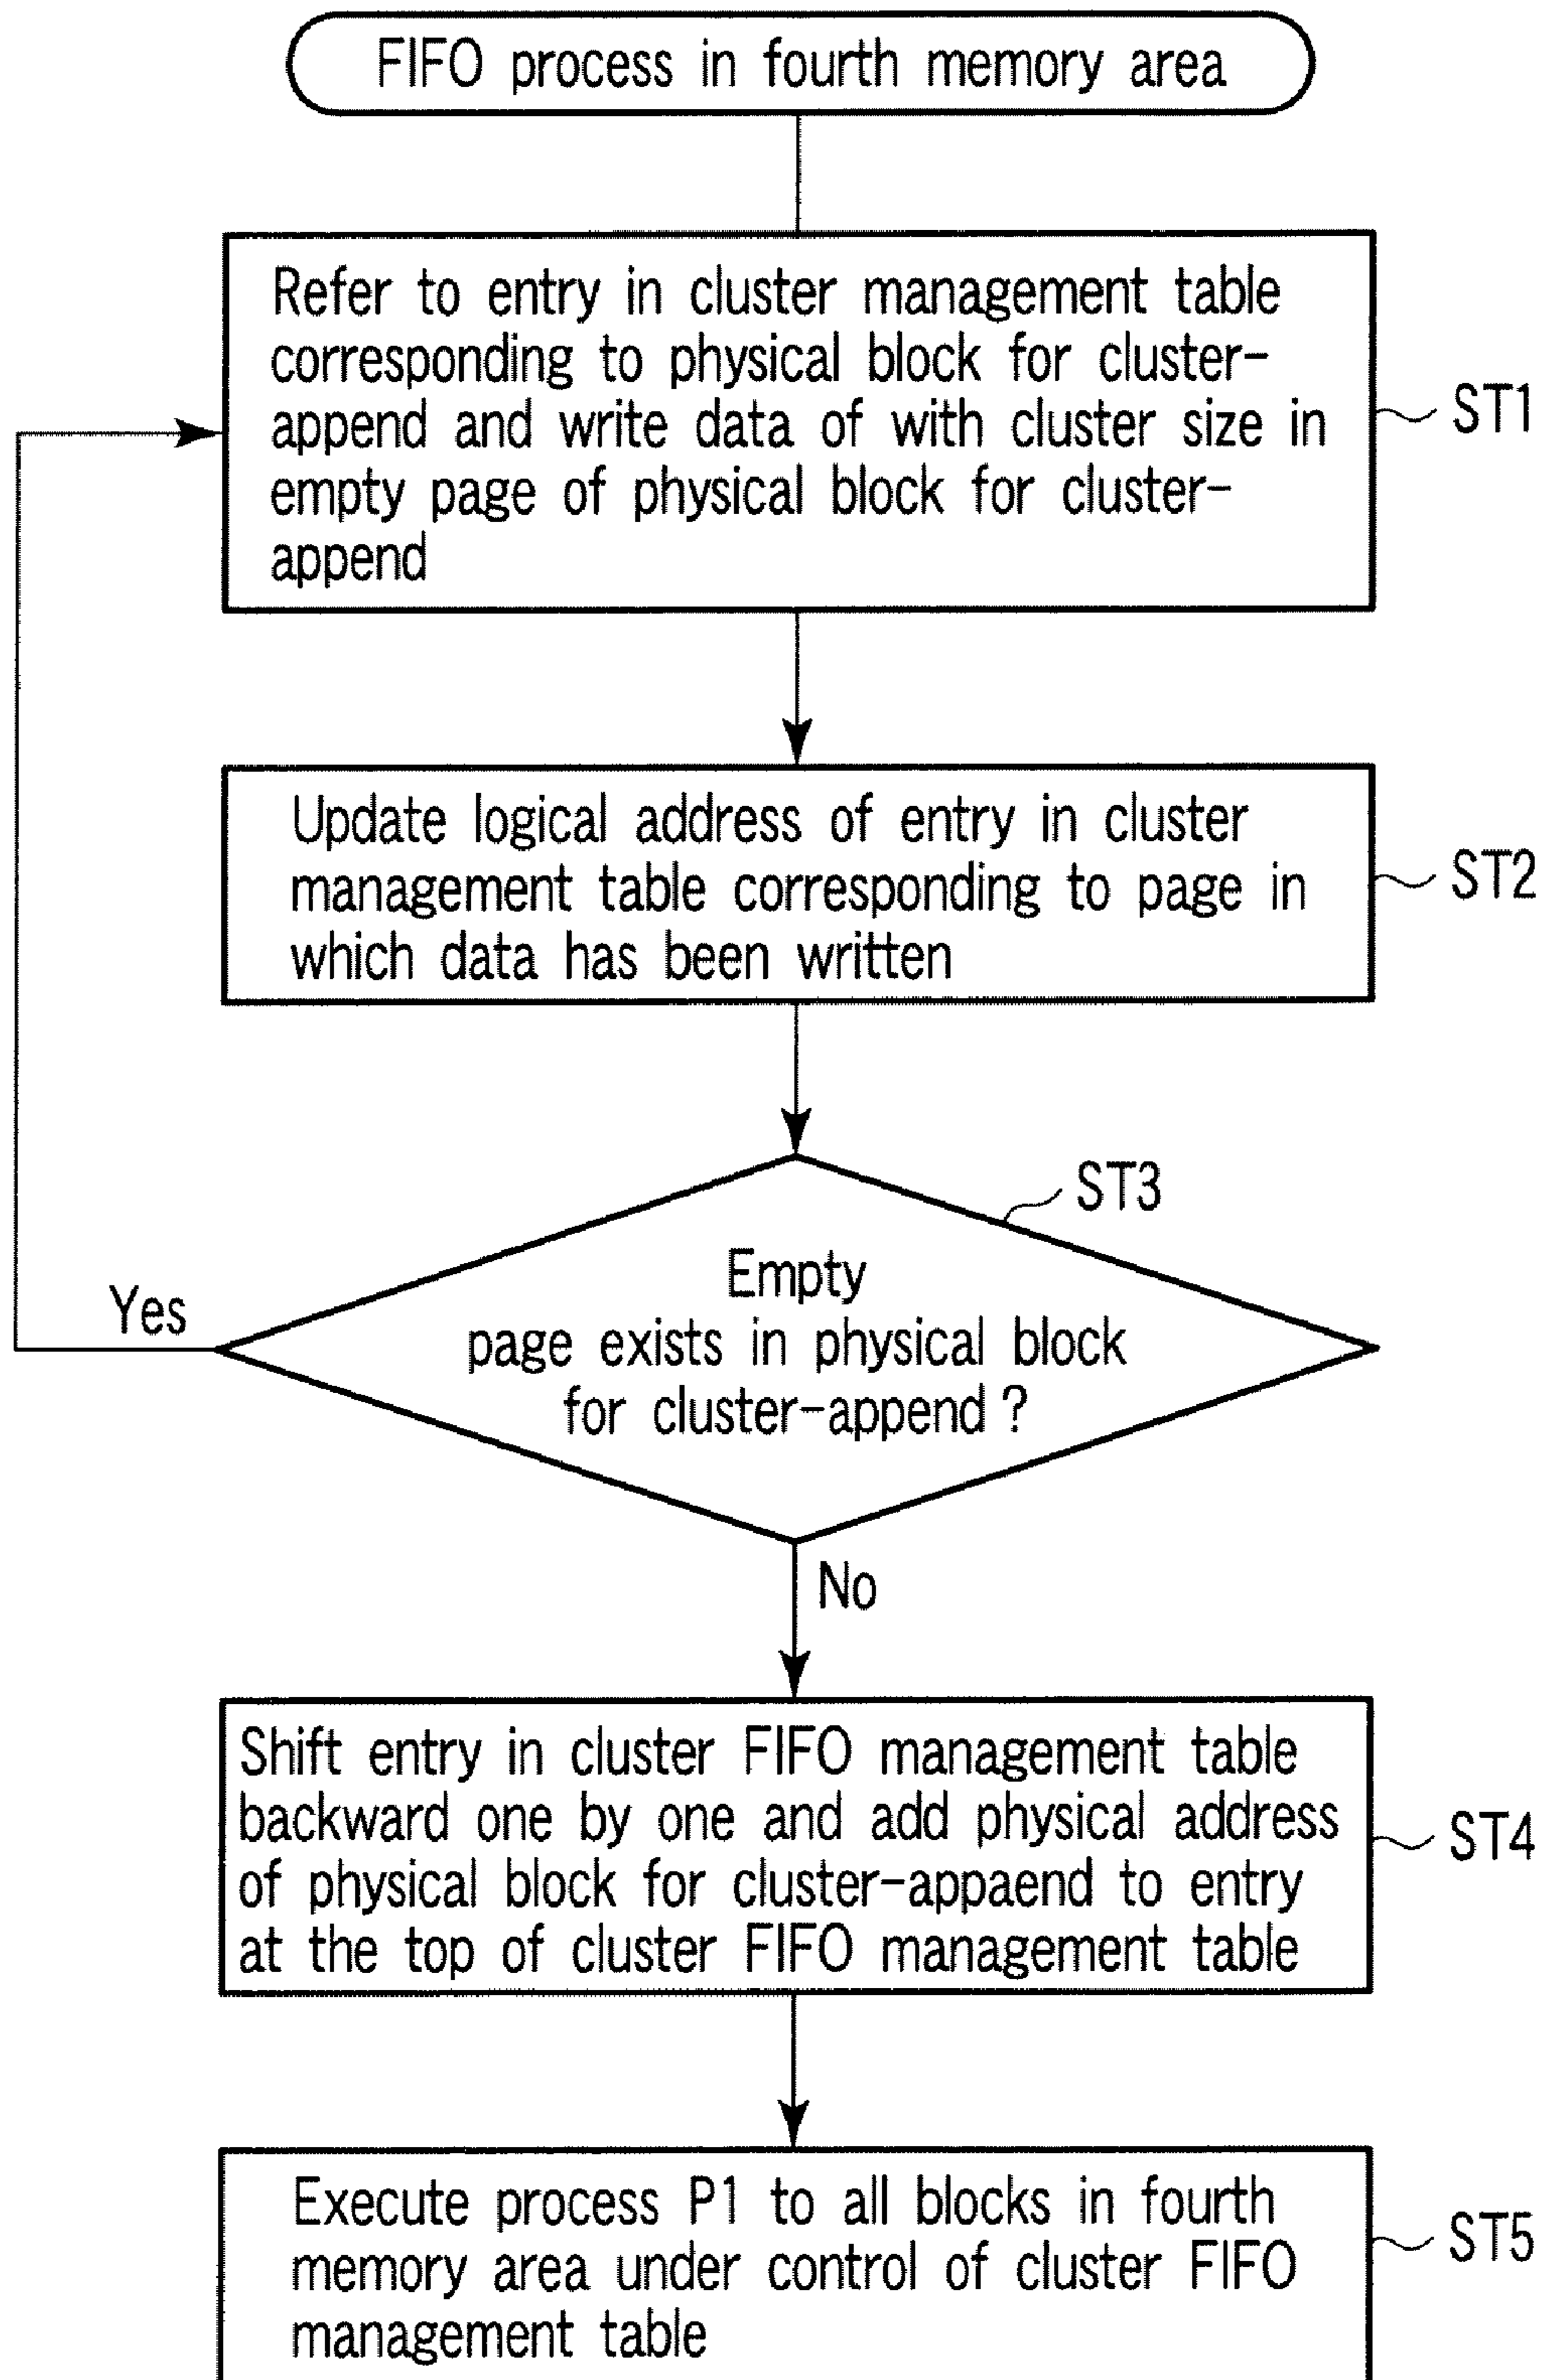 FIFO process in fourth memory area
Refer to entry in cluster management table
corresponding to physical block for cluster-
append and write data of with cluster size in
empty page of physical block for cluster-
append
ST1
Update logical address of entry in cluster
management table corresponding to page in
which data has been written
ST2
ST3
Empty
page exists in physical block
for cluster-append ?
Yes
No
Shift entry in cluster FIFO management table
backward one by one and add physical address
of physical block for cluster-appaend to entry
at the top of cluster FIFO management table
ST4
Execute process P1 to all blocks in fourth
memory area under control of cluster FIFO
management table
ST5